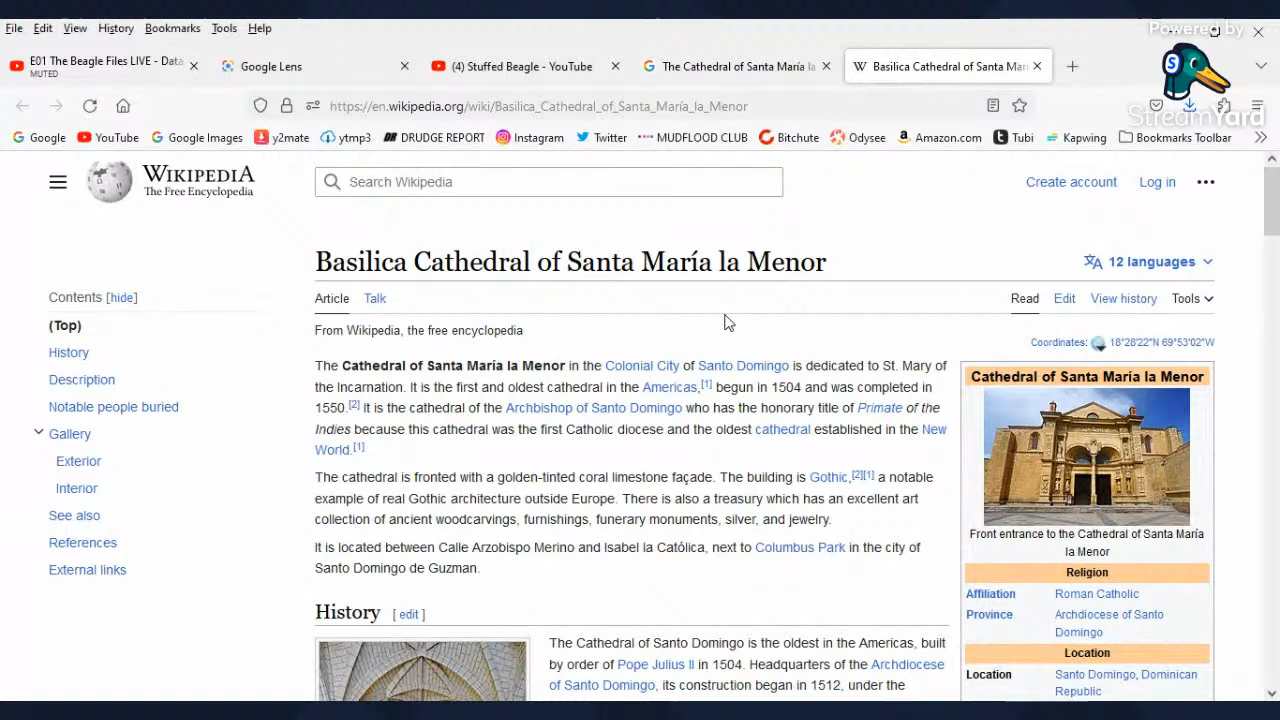 File Edit View History Bookmarks Tools Help
Powered by
E01 The Beagle Files LIVE - Data
MUTED
Google Lens
(4) Stuffed Beagle - YouTube
The Cathedral of Santa María la
Basilica Cathedral of Santa Marí
https://en.wikipedia.org/wiki/Basilica_Cathedral_of_Santa_María_la_Menor
StreamYard
Google YouTube Google Images y2mate ytmp3 DRUDGE REPORT Instagram Twitter MUDFLOOD CLUB Bitchute Odysee Amazon.com Tubi Kapwing Bookmarks Toolbar
WIKIPEDIA
The Free Encyclopedia
Search Wikipedia
Create account Log in
Basilica Cathedral of Santa María la Menor
12 languages
Article Talk
Read Edit View history Tools
From Wikipedia, the free encyclopedia
Coordinates: 18°28′22″N 69°53′02″W
Contents [hide]
(Top)
History
Description
Notable people buried
Gallery
Exterior
Interior
See also
References
External links
The Cathedral of Santa María la Menor in the Colonial City of Santo Domingo is dedicated to St. Mary of
the Incarnation. It is the first and oldest cathedral in the Americas,[1] begun in 1504 and was completed in
1550.[2] It is the cathedral of the Archbishop of Santo Domingo who has the honorary title of Primate of the
Indies because this cathedral was the first Catholic diocese and the oldest cathedral established in the New
World.[1]
The cathedral is fronted with a golden-tinted coral limestone façade. The building is Gothic,[2][1] a notable
example of real Gothic architecture outside Europe. There is also a treasury which has an excellent art
collection of ancient woodcarvings, furnishings, funerary monuments, silver, and jewelry.
It is located between Calle Arzobispo Merino and Isabel la Católica, next to Columbus Park in the city of
Santo Domingo de Guzman.
History [ edit ]
The Cathedral of Santo Domingo is the oldest in the Americas, built
by order of Pope Julius II in 1504. Headquarters of the Archdiocese
of Santo Domingo, its construction began in 1512, under the
Cathedral of Santa María la Menor
Front entrance to the Cathedral of Santa María
la Menor
Religion
Affiliation Roman Catholic
Province Archdiocese of Santo
Domingo
Location
Location Santo Domingo, Dominican
Republic